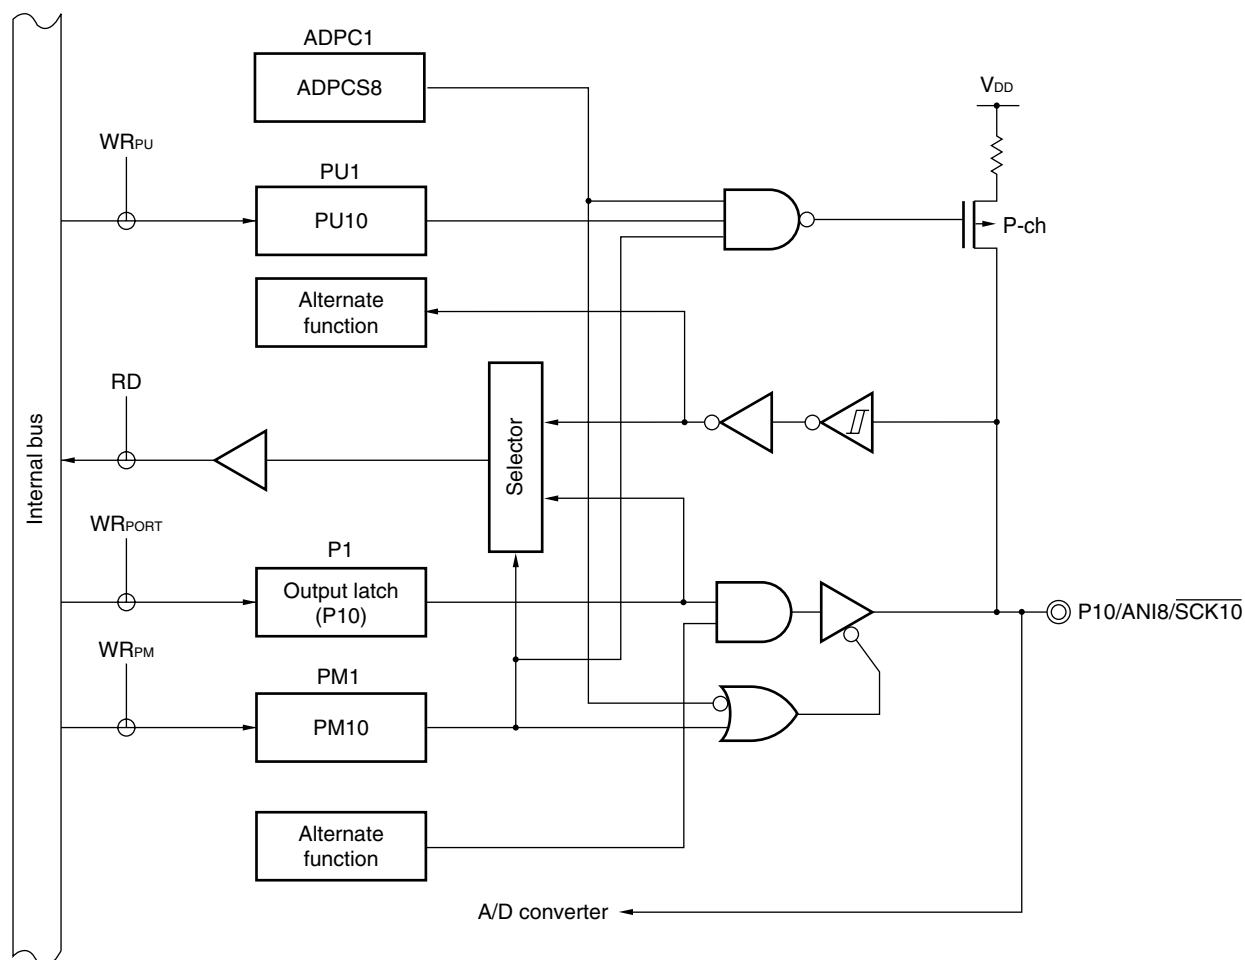 ADPC1
ADPCS8
VDD
WRPU
PU1
PU10
P-ch
Alternate
function
RD
Selector
Internal bus
WRPORT
P1
Output latch
(P10)
P10/ANI8/SCK10
WRPM
PM1
PM10
Alternate
function
A/D converter